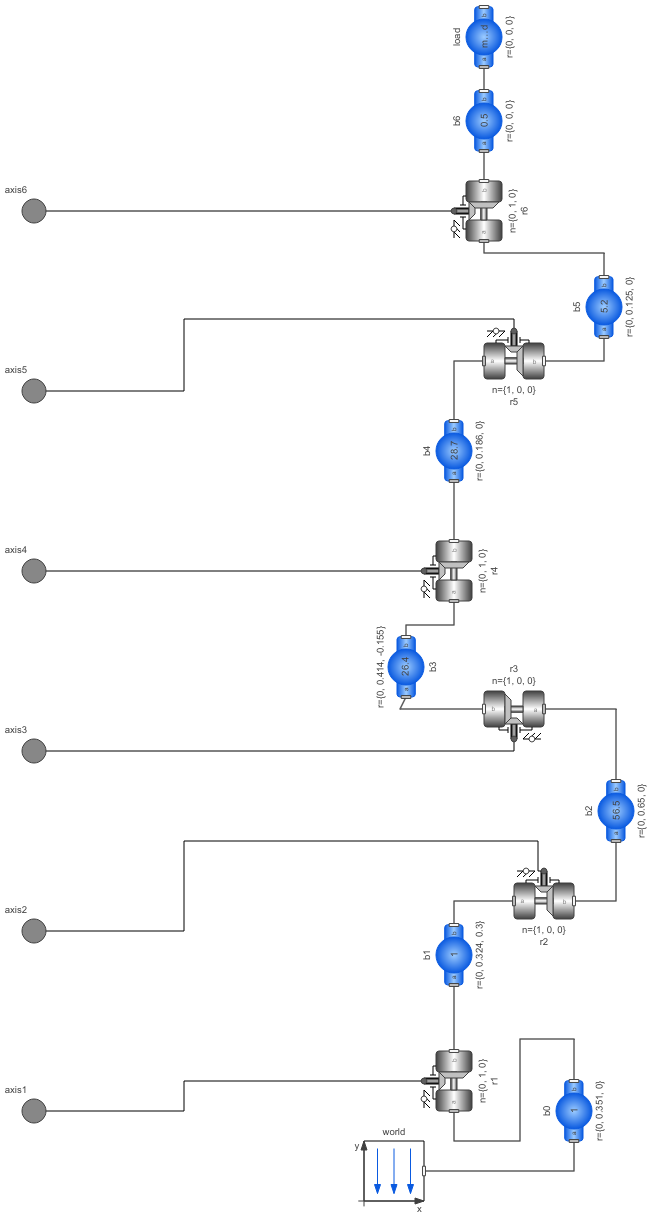 load
m...d
b
a
r={0, 0, 0}
b6
0.5
b
a
r={0, 0, 0}
axis6
b
a
n={0, 1, 0}
r6
b5
5.2
b
a
r={0, 0.125, 0}
axis5
a
b
n={1, 0, 0}
r5
b4
28.7
b
a
r={0, 0.186, 0}
axis4
b
a
n={0, 1, 0}
r4
r={0, 0.414, -0.155}
26.4
b
a
b3
r3
n={1, 0, 0}
b
a
axis3
b2
56.5
b
a
r={0, 0.65, 0}
axis2
a
b
n={1, 0, 0}
r2
b1
1
b
a
r={0, 0.324, 0.3}
axis1
b
a
n={0, 1, 0}
r1
b0
1
b
a
r={0, 0.351, 0}
world
y
x